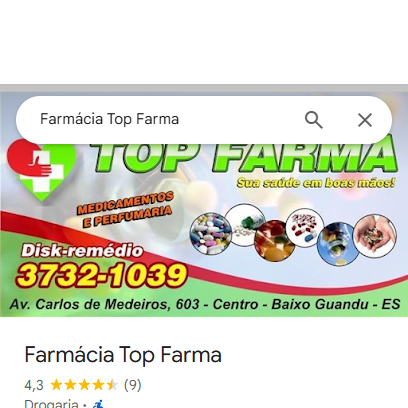 Farmácia Top Farma
TOP FARMA
Sua saúde em boas mãos!
MEDICAMENTOS
E PERFUMARIA
Disk-remédio
3732-1039
Av. Carlos de Medeiros, 603 - Centro - Baixo Guandu - ES
Farmácia Top Farma
4,3 (9)
Drogaria ·